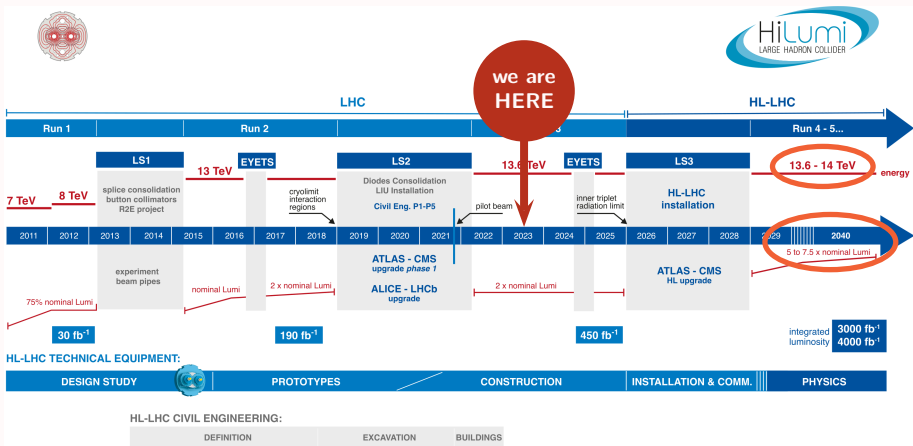 HiLumi
LARGE HADRON COLLIDER
we are
HERE
LHC
HL-LHC
Run 1
Run 2
3
Run 4 - 5...
LS1
EYETS
LS2
EYETS
LS3
13 TeV
13.6 TeV
13.6 - 14 TeV
energy
7 TeV
8 TeV
splice consolidation
button collimators
R2E project
cryolimit
interaction
regions
Diodes Consolidation
LIU Installation
Civil Eng. P1-P5
pilot beam
inner triplet
radiation limit
HL-LHC
installation
2011 2012 2013 2014 2015 2016 2017 2018 2019 2020 2021 2022 2023 2024 2025 2026 2027 2028 2029 2040
experiment
beam pipes
ATLAS - CMS
upgrade phase 1
ALICE - LHCb
upgrade
ATLAS - CMS
HL upgrade
5 to 7.5 x nominal Lumi
75% nominal Lumi
nominal Lumi
2 x nominal Lumi
2 x nominal Lumi
30 fb⁻¹
190 fb⁻¹
450 fb⁻¹
integrated
luminosity
3000 fb⁻¹
4000 fb⁻¹
HL-LHC TECHNICAL EQUIPMENT:
DESIGN STUDY
PROTOTYPES
CONSTRUCTION
INSTALLATION & COMM.
PHYSICS
HL-LHC CIVIL ENGINEERING:
DEFINITION
EXCAVATION
BUILDINGS